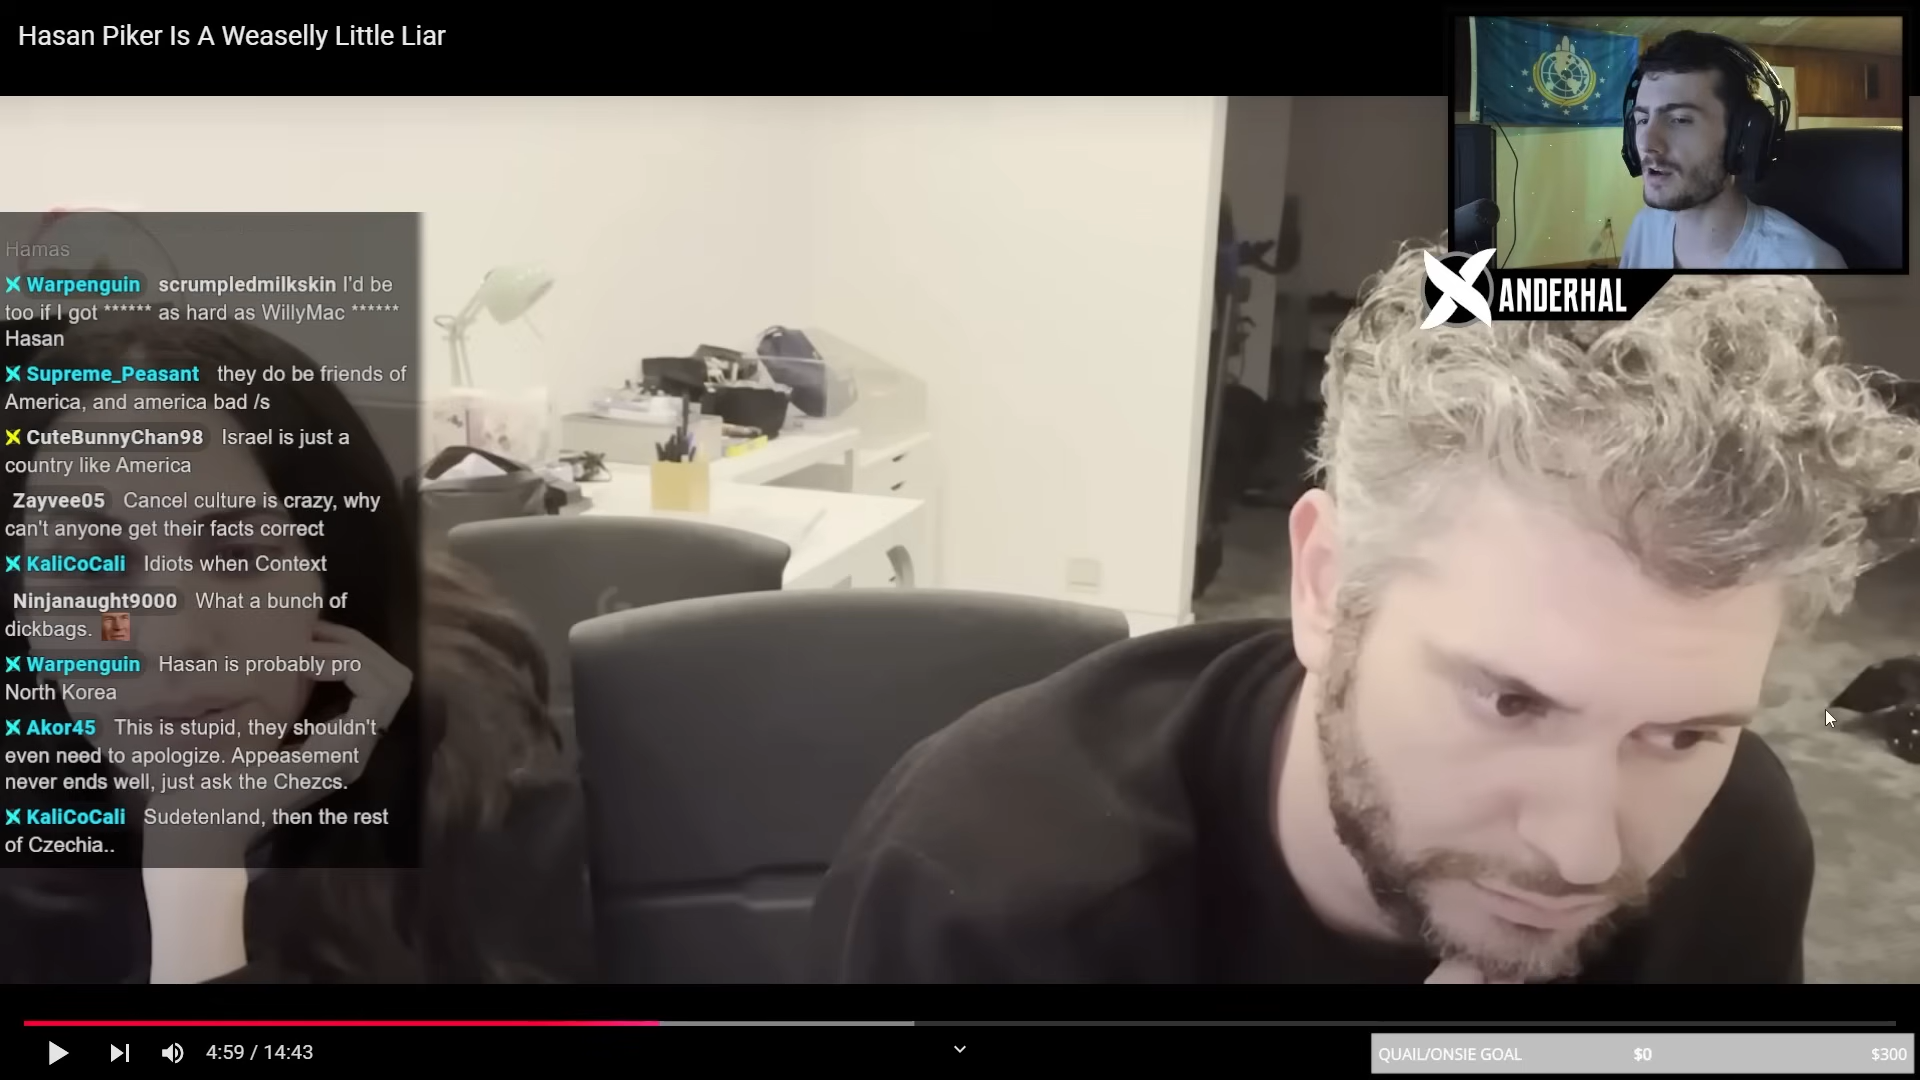 Hasan Piker Is A Weaselly Little Liar
Hamas
Warpenguin scrumpledmilkskin I'd be
too if I got ****** as hard as WillyMac ******
Hasan
Supreme_Peasant they do be friends of
America, and america bad /s
CuteBunnyChan98 Israel is just a
country like America
Zayvee05 Cancel culture is crazy, why
can't anyone get their facts correct
KaliCoCali Idiots when Context
Ninjanaught9000 What a bunch of
dickbags.
Warpenguin Hasan is probably pro
North Korea
Akor45 This is stupid, they shouldn't
even need to apologize. Appeasement
never ends well, just ask the Chezcs.
KaliCoCali Sudetenland, then the rest
of Czechia..
XANDERHAL
4:59 / 14:43
QUAIL/ONSIE GOAL $0 $300